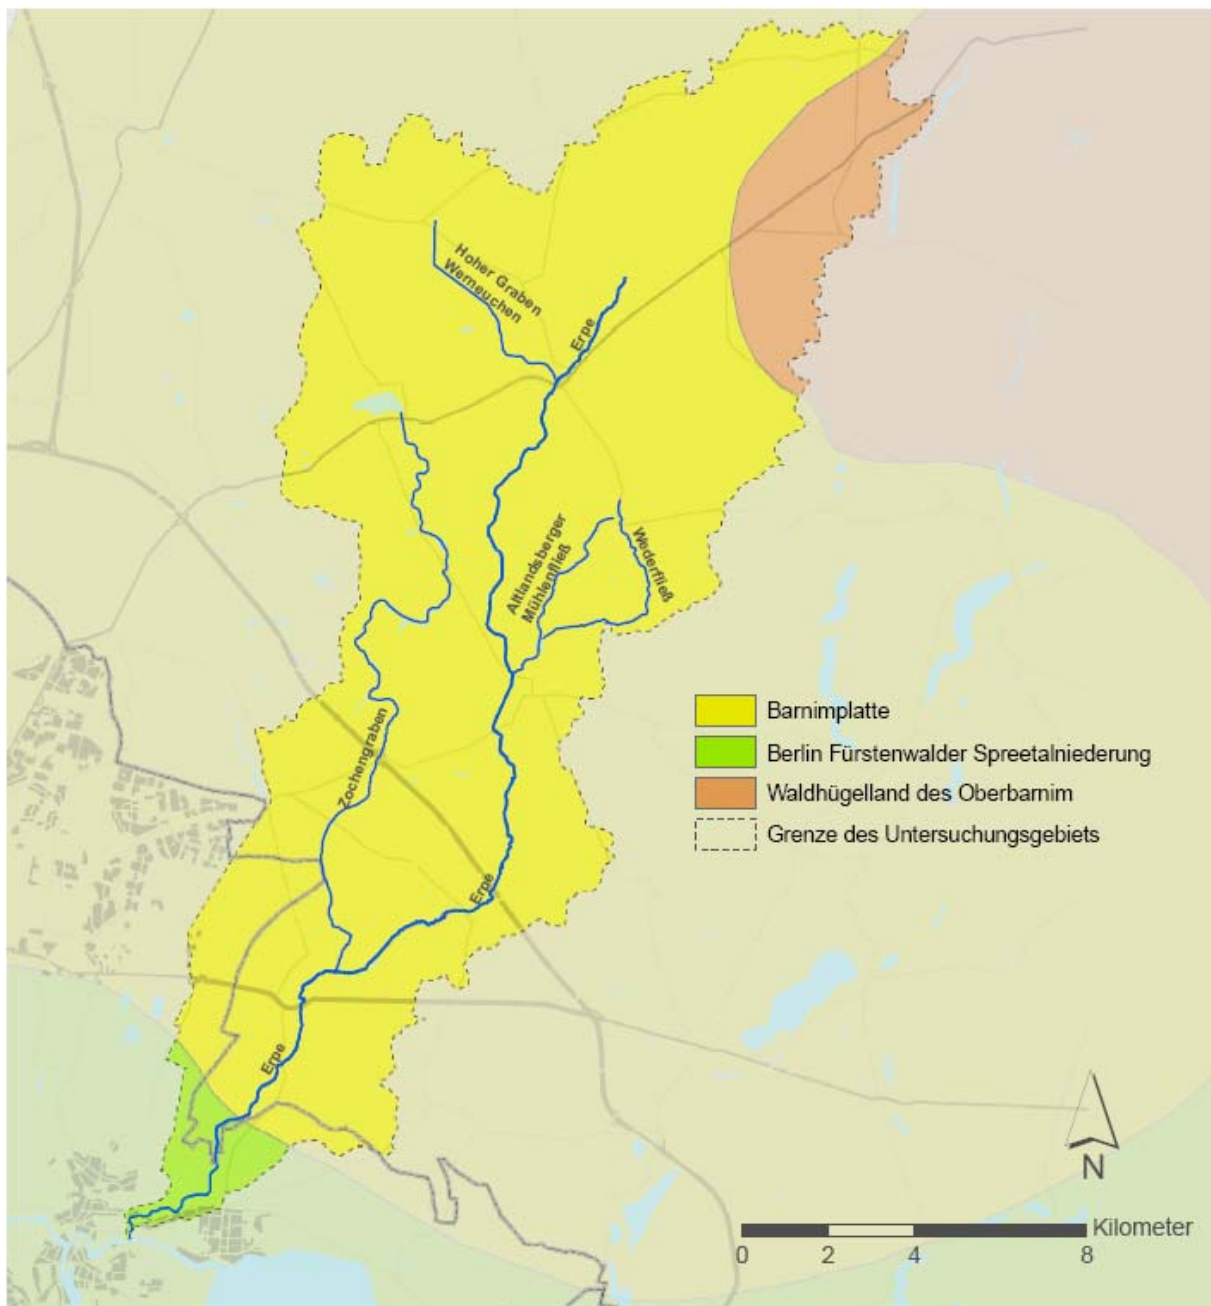 Hoher Graben
Werneuchen
Erpe
Altlandsberger
Mühlenfließ
Wederfließ
Zochengraben
Erpe
Erpe
Barnimplatte
Berlin Fürstenwalder Spreetalniederung
Waldhügelland des Oberbarnim
Grenze des Untersuchungsgebiets
N
Kilometer
0 2 4 8